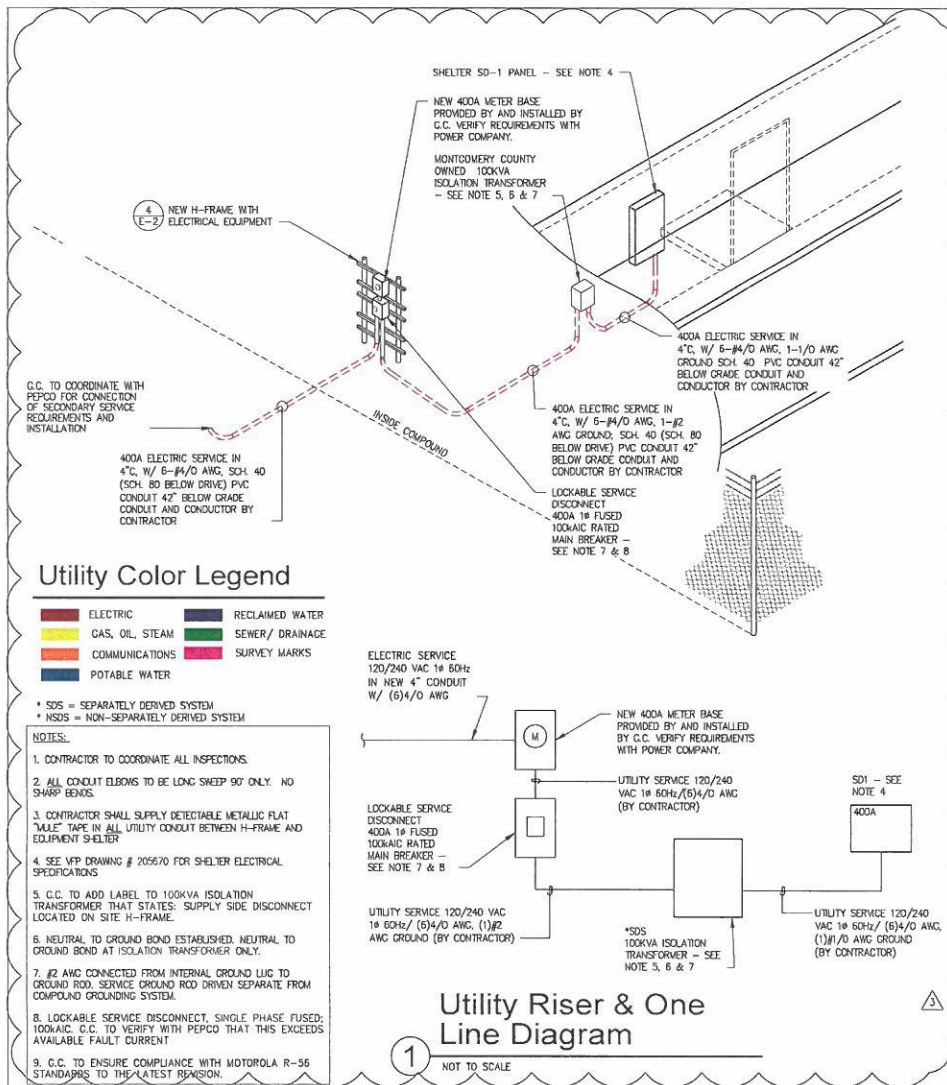 SHELTER SD-1 PANEL - SEE NOTE 4
NEW 400A METER BASE
PROVIDED BY AND INSTALLED BY
G.C. VERIFY REQUIREMENTS WITH
POWER COMPANY.
MONTGOMERY COUNTY
OWNED 100KVA
ISOLATION TRANSFORMER
- SEE NOTE 5, 6 & 7
4
E-2
NEW H-FRAME WITH
ELECTRICAL EQUIPMENT
G.C. TO COORDINATE WITH
PEPCO FOR CONNECTION
OF SECONDARY SERVICE
REQUIREMENTS AND
INSTALLATION
INSIDE COMPOUND
400A ELECTRIC SERVICE IN
4"C, W/ 6-#4/0 AWG, 1-1/0 AWG
GROUND SCH. 40 PVC CONDUIT 42"
BELOW GRADE CONDUIT AND
CONDUCTOR BY CONTRACTOR
400A ELECTRIC SERVICE IN
4"C, W/ 6-#4/0 AWG, 1-#2
AWG GROUND; SCH. 40 (SCH. 80
BELOW DRIVE) PVC CONDUIT 42"
BELOW GRADE CONDUIT AND
CONDUCTOR BY CONTRACTOR
400A ELECTRIC SERVICE IN
4"C, W/ 6-#4/0 AWG, SCH. 40
(SCH. 80 BELOW DRIVE) PVC
CONDUIT 42" BELOW GRADE
CONDUIT AND CONDUCTOR BY
CONTRACTOR
LOCKABLE SERVICE
DISCONNECT
400A 1ø FUSED
100kAIC RATED
MAIN BREAKER -
SEE NOTE 7 & 8
Utility Color Legend
ELECTRIC
RECLAIMED WATER
GAS, OIL, STEAM
SEWER/ DRAINAGE
COMMUNICATIONS
SURVEY MARKS
POTABLE WATER
* SDS = SEPARATELY DERIVED SYSTEM
* NSDS = NON-SEPARATELY DERIVED SYSTEM
NOTES:
1. CONTRACTOR TO COORDINATE ALL INSPECTIONS.
2. ALL CONDUIT ELBOWS TO BE LONG SWEEP 90° ONLY. NO
SHARP BENDS.
3. CONTRACTOR SHALL SUPPLY DETECTABLE METALLIC FLAT
"MULE" TAPE IN ALL UTILITY CONDUIT BETWEEN H-FRAME AND
EQUIPMENT SHELTER
4. SEE VFP DRAWING # 205670 FOR SHELTER ELECTRICAL
SPECIFICATIONS
5. G.C. TO ADD LABEL TO 100KVA ISOLATION
TRANSFORMER THAT STATES: SUPPLY SIDE DISCONNECT
LOCATED ON SITE H-FRAME.
6. NEUTRAL TO GROUND BOND ESTABLISHED. NEUTRAL TO
GROUND BOND AT ISOLATION TRANSFORMER ONLY.
7. #2 AWG CONNECTED FROM INTERNAL GROUND LUG TO
GROUND ROD. SERVICE GROUND ROD DRIVEN SEPARATE FROM
COMPOUND GROUNDING SYSTEM.
8. LOCKABLE SERVICE DISCONNECT, SINGLE PHASE FUSED;
100kAIC. G.C. TO VERIFY WITH PEPCO THAT THIS EXCEEDS
AVAILABLE FAULT CURRENT
9. G.C. TO ENSURE COMPLIANCE WITH MOTOROLA R-56
STANDARDS TO THE LATEST REVISION.
ELECTRIC SERVICE
120/240 VAC 1ø 60Hz
IN NEW 4" CONDUIT
W/ (6)4/0 AWG
M
NEW 400A METER BASE
PROVIDED BY AND INSTALLED
BY G.C. VERIFY REQUIREMENTS
WITH POWER COMPANY.
UTILITY SERVICE 120/240
VAC 1ø 60Hz/(6)4/0 AWG
(BY CONTRACTOR)
SD1 - SEE
NOTE 4
400A
LOCKABLE SERVICE
DISCONNECT
400A 1ø FUSED
100kAIC RATED
MAIN BREAKER -
SEE NOTE 7 & 8
UTILITY SERVICE 120/240 VAC
1ø 60Hz/ (6)4/0 AWG, (1)#2
AWG GROUND (BY CONTRACTOR)
*SDS
100KVA ISOLATION
TRANSFORMER - SEE
NOTE 5, 6 & 7
UTILITY SERVICE 120/240
VAC 1ø 60Hz/ (6)4/0 AWG,
(1)#1/0 AWG GROUND
(BY CONTRACTOR)
Utility Riser & One
Line Diagram
1
NOT TO SCALE
3